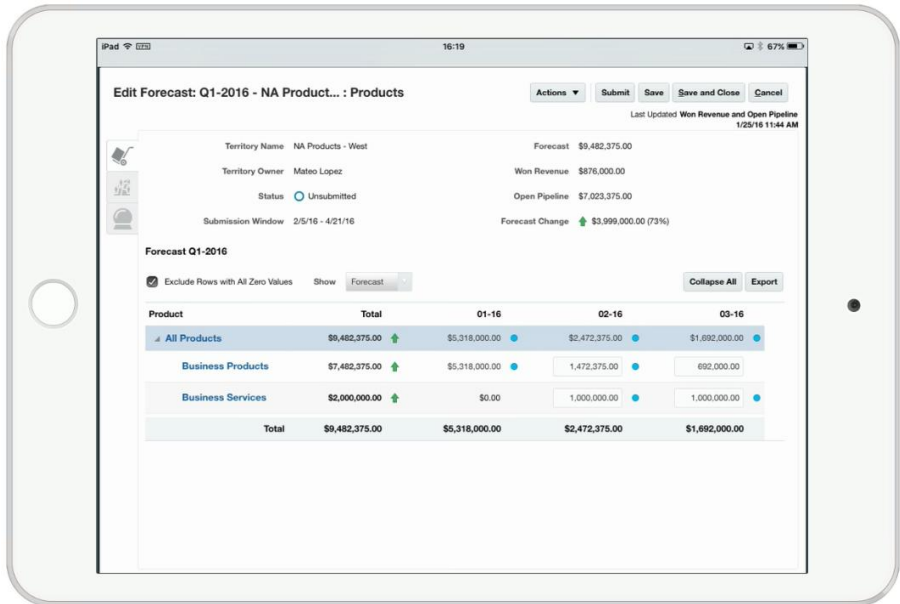 iPad VPN 16:19 67%
Edit Forecast: Q1-2016 - NA Product... : Products Actions Submit Save Save and Close Cancel
Last Updated Won Revenue and Open Pipeline
1/25/16 11:44 AM
Territory Name NA Products - West Forecast $9,482,375.00
Territory Owner Mateo Lopez Won Revenue $876,000.00
Status Unsubmitted Open Pipeline $7,023,375.00
Submission Window 2/5/16 - 4/21/16 Forecast Change $3,999,000.00 (73%)
Forecast Q1-2016
Exclude Rows with All Zero Values Show Forecast Collapse All Export
Product Total 01-16 02-16 03-16
All Products $9,482,375.00 $5,318,000.00 $2,472,375.00 $1,692,000.00
Business Products $7,482,375.00 $5,318,000.00 1,472,375.00 692,000.00
Business Services $2,000,000.00 $0.00 1,000,000.00 1,000,000.00
Total $9,482,375.00 $5,318,000.00 $2,472,375.00 $1,692,000.00